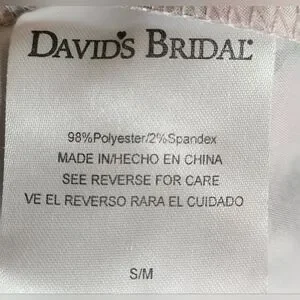 DAVID'S BRIDAL
98%Polyester/2%Spandex
MADE IN/HECHO EN CHINA
SEE REVERSE FOR CARE
VE EL REVERSO RARA EL CUIDADO
S/M